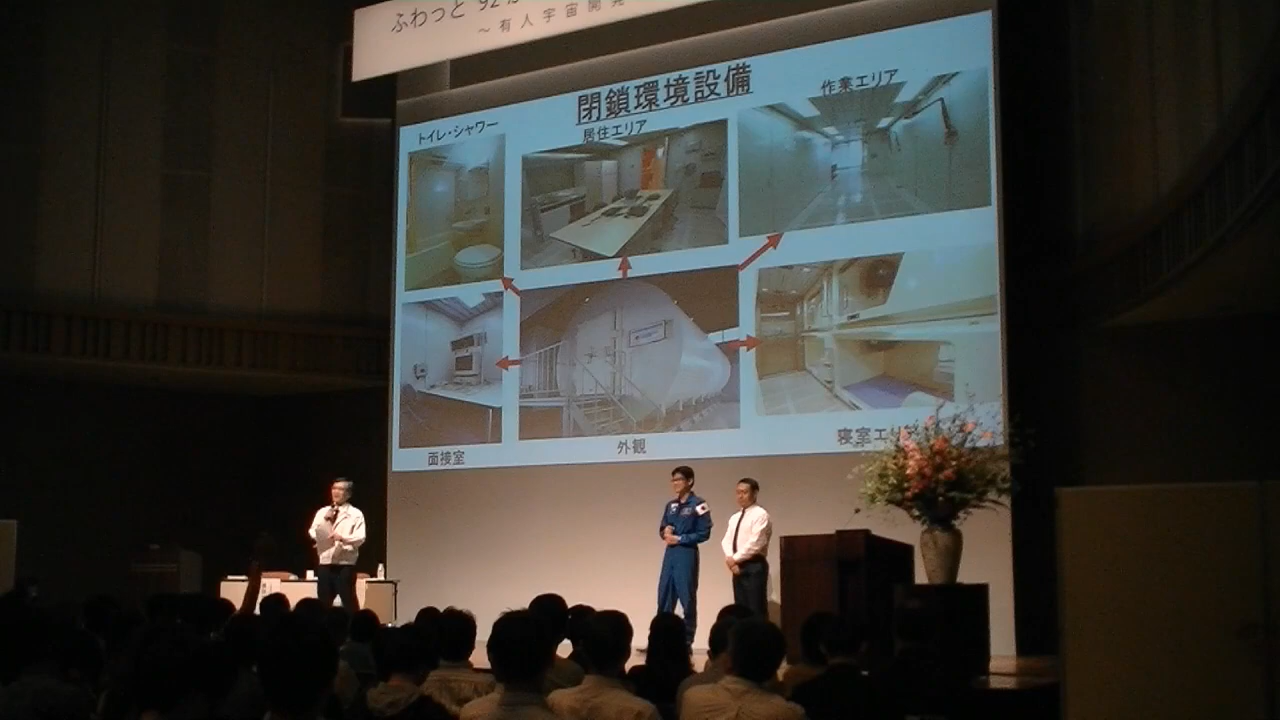 ふわっと '92
～有人宇宙開発
閉鎖環境設備
トイレ・シャワー
居住エリア
作業エリア
面接室
外観
寝室エリア